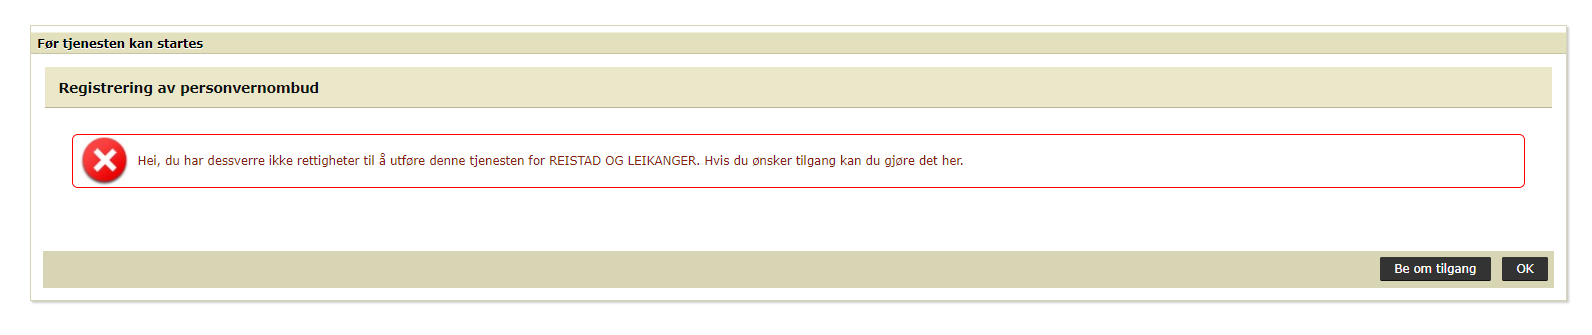 Før tjenesten kan startes
Registrering av personvernombud
Hei, du har dessverre ikke rettigheter til å utføre denne tjenesten for REISTAD OG LEIKANGER. Hvis du ønsker tilgang kan du gjøre det her.
Be om tilgang
OK